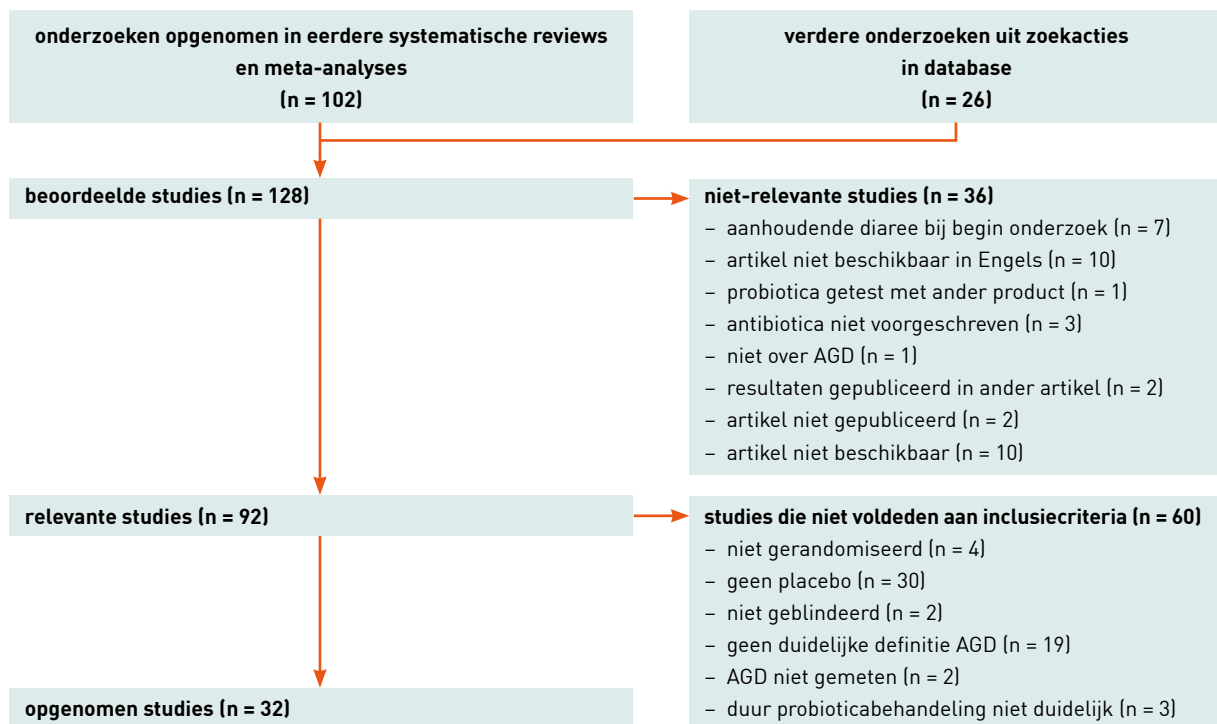 onderzoeken opgenomen in eerdere systematische reviews
en meta-analyses
(n = 102)
verdere onderzoeken uit zoekacties
in database
(n = 26)
beoordeelde studies (n = 128)
niet-relevante studies (n = 36)
– aanhoudende diaree bij begin onderzoek (n = 7)
– artikel niet beschikbaar in Engels (n = 10)
– probiotica getest met ander product (n = 1)
– antibiotica niet voorgeschreven (n = 3)
– niet over AGD (n = 1)
– resultaten gepubliceerd in ander artikel (n = 2)
– artikel niet gepubliceerd (n = 2)
– artikel niet beschikbaar (n = 10)
relevante studies (n = 92)
studies die niet voldeden aan inclusiecriteria (n = 60)
– niet gerandomiseerd (n = 4)
– geen placebo (n = 30)
– niet geblindeerd (n = 2)
– geen duidelijke definitie AGD (n = 19)
– AGD niet gemeten (n = 2)
– duur probioticabehandeling niet duidelijk (n = 3)
opgenomen studies (n = 32)